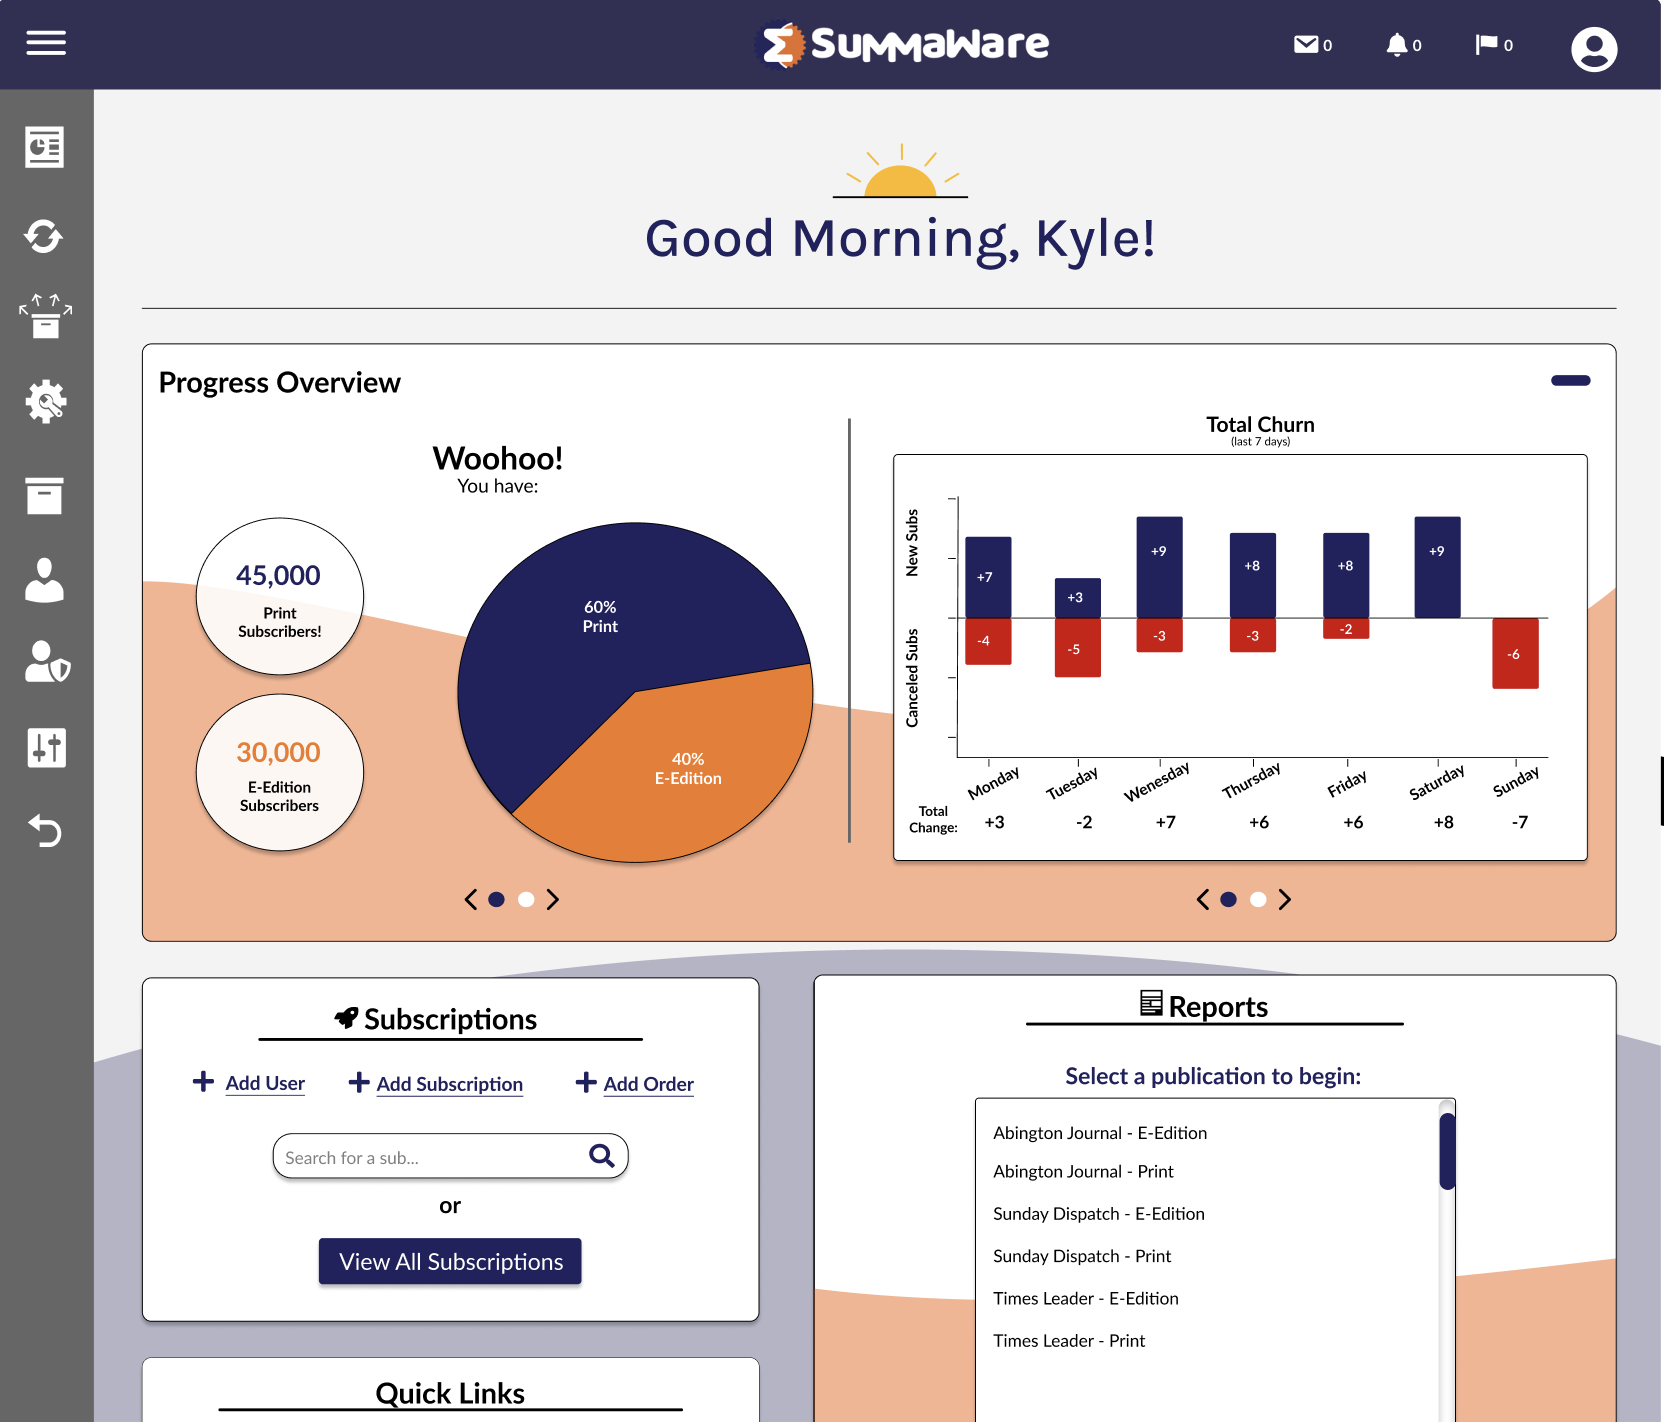 SummaWare
0
0
0
Good Morning, Kyle!
Progress Overview
Woohoo!
You have:
45,000
Print
Subscribers!
30,000
E-Edition
Subscribers
60%
Print
40%
E-Edition
Total Churn
(last 7 days)
New Subs
Canceled Subs
+7
+3
+9
+8
+8
+9
-4
-5
-3
-3
-2
-6
Monday
Tuesday
Wenesday
Thursday
Friday
Saturday
Sunday
Total
Change:
+3
-2
+7
+6
+6
+8
-7
Subscriptions
Add User
Add Subscription
Add Order
Search for a sub...
or
View All Subscriptions
Quick Links
Reports
Select a publication to begin:
Abington Journal - E-Edition
Abington Journal - Print
Sunday Dispatch - E-Edition
Sunday Dispatch - Print
Times Leader - E-Edition
Times Leader - Print